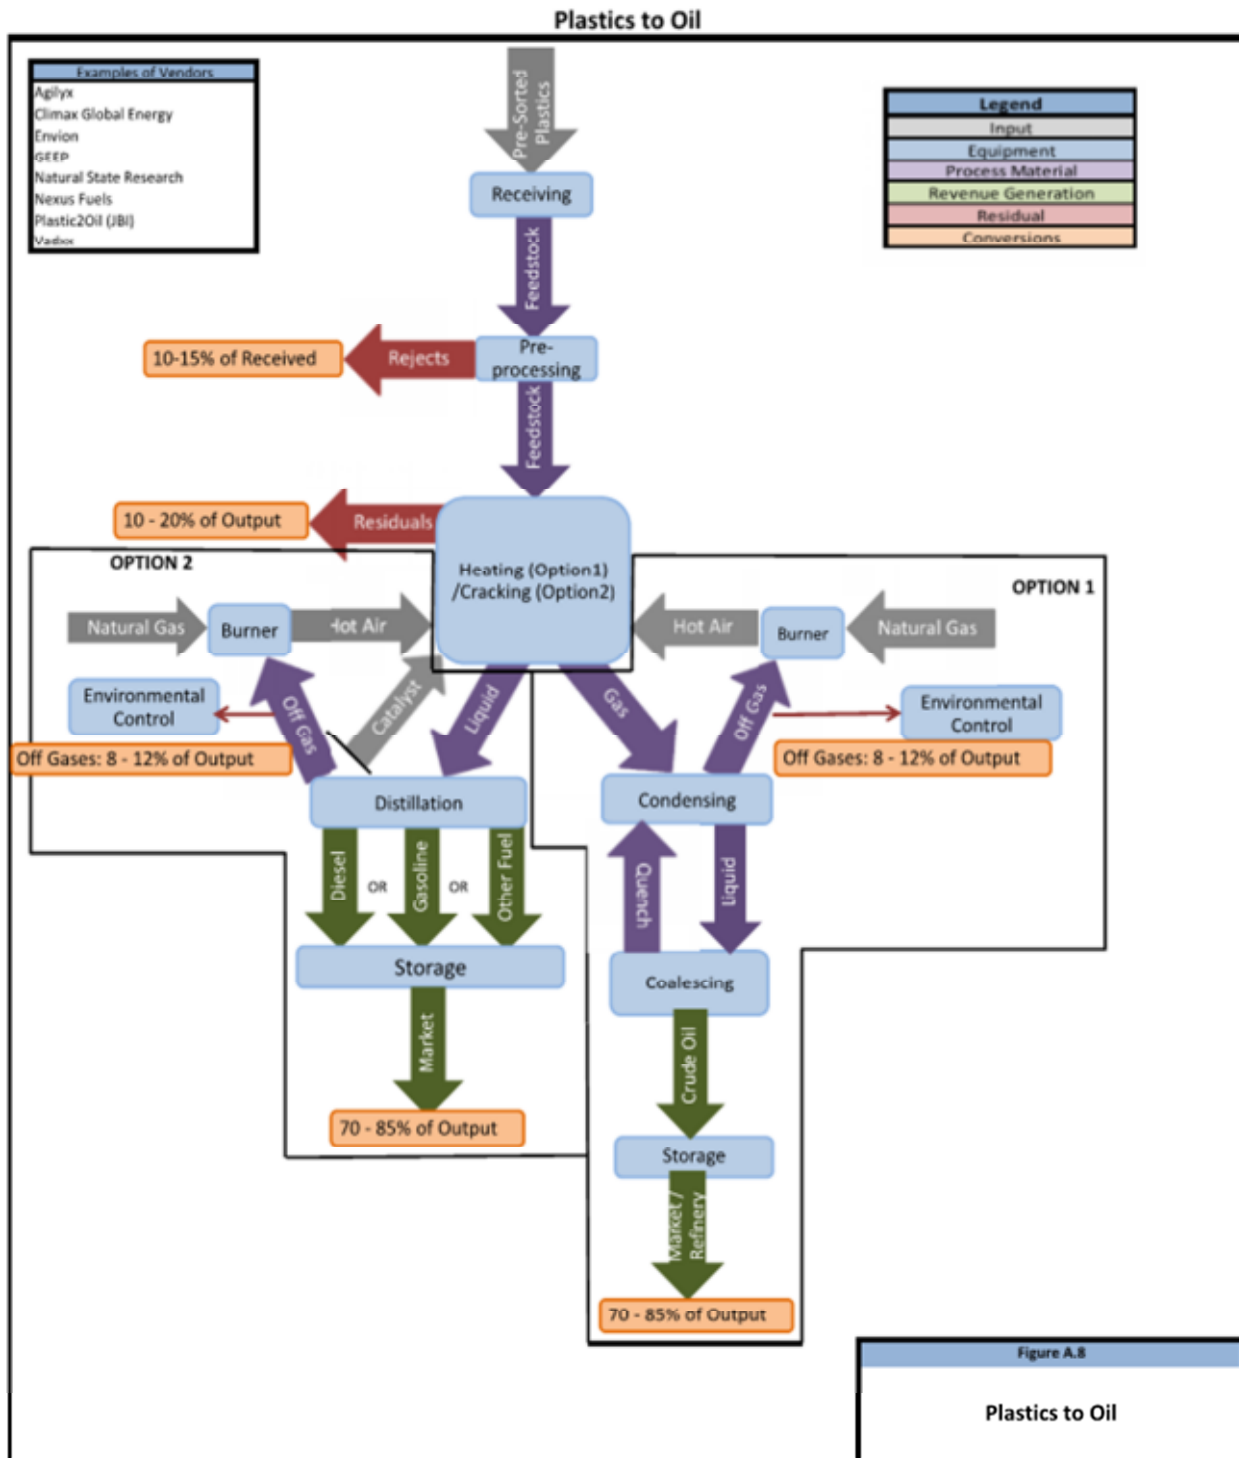 Plastics to Oil
Examples of Vendors
Agilyx
Climax Global Energy
Envion
GEEP
Natural State Research
Nexus Fuels
Plastic2Oil (JBI)
Vadxx
Legend
Input
Equipment
Process Material
Revenue Generation
Residual
Conversions
Pre-Sorted
Plastics
Receiving
Feedstock
10-15% of Received
Rejects
Pre-
processing
Feedstock
10 - 20% of Output
Residuals
Heating (Option1)
/Cracking (Option2)
OPTION 2
Natural Gas
Burner
Hot Air
Environmental
Control
Off Gas
Catalyst
Liquid
Off Gases: 8 - 12% of Output
Distillation
Diesel
OR
Gasoline
OR
Other Fuel
Storage
Market
70 - 85% of Output
OPTION 1
Hot Air
Burner
Natural Gas
Gas
Off Gas
Environmental
Control
Off Gases: 8 - 12% of Output
Condensing
Quench
Liquid
Coalescing
Crude Oil
Storage
Market /
Refinery
70 - 85% of Output
Figure A.8
Plastics to Oil